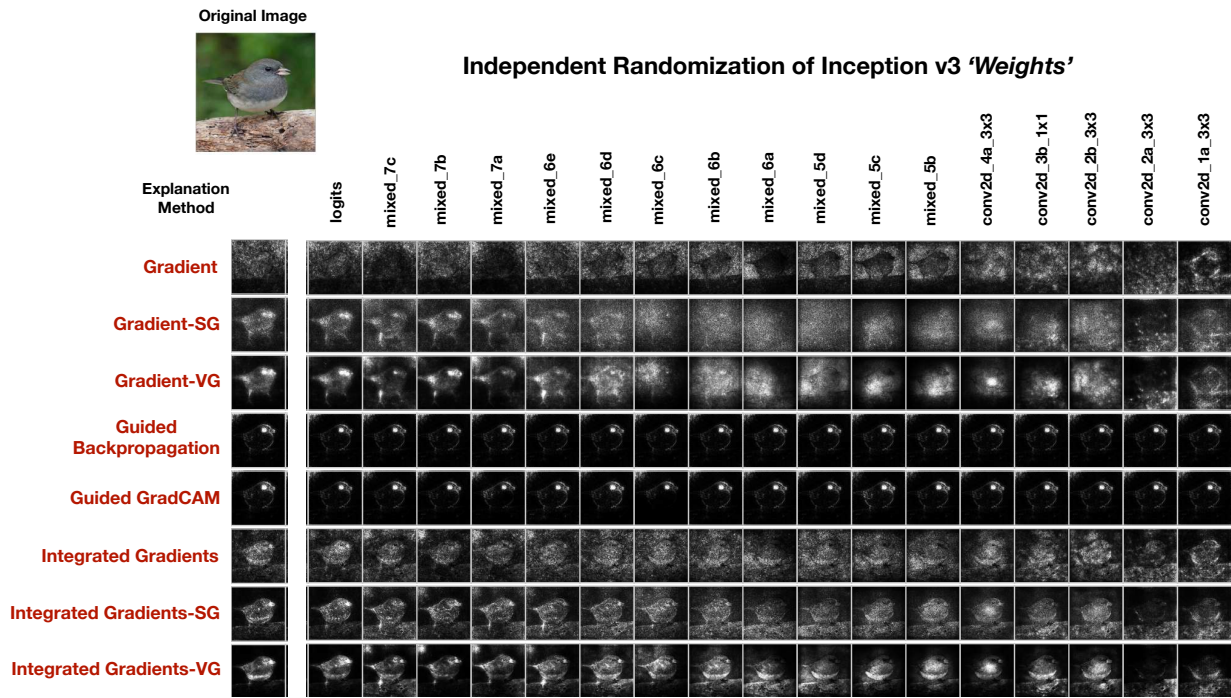 Original Image
Independent Randomization of Inception v3 'Weights'
Explanation
Method
logits
mixed_7c
mixed_7b
mixed_7a
mixed_6e
mixed_6d
mixed_6c
mixed_6b
mixed_6a
mixed_5d
mixed_5c
mixed_5b
conv2d_4a_3x3
conv2d_3b_1x1
conv2d_2b_3x3
conv2d_2a_3x3
conv2d_1a_3x3
Gradient
Gradient-SG
Gradient-VG
Guided
Backpropagation
Guided GradCAM
Integrated Gradients
Integrated Gradients-SG
Integrated Gradients-VG